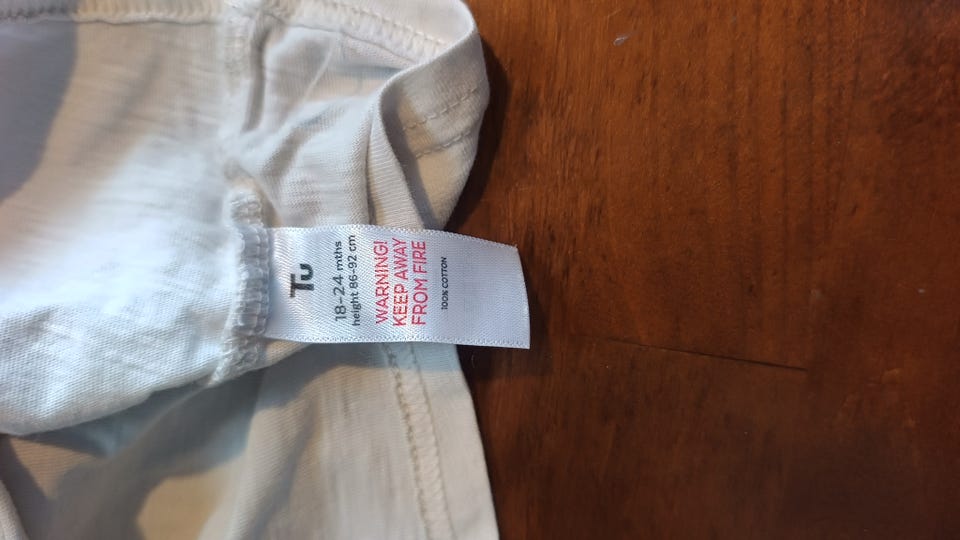 TU
18-24 mths
height 86-92 cm
WARNING!
KEEP AWAY
FROM FIRE
100% COTTON